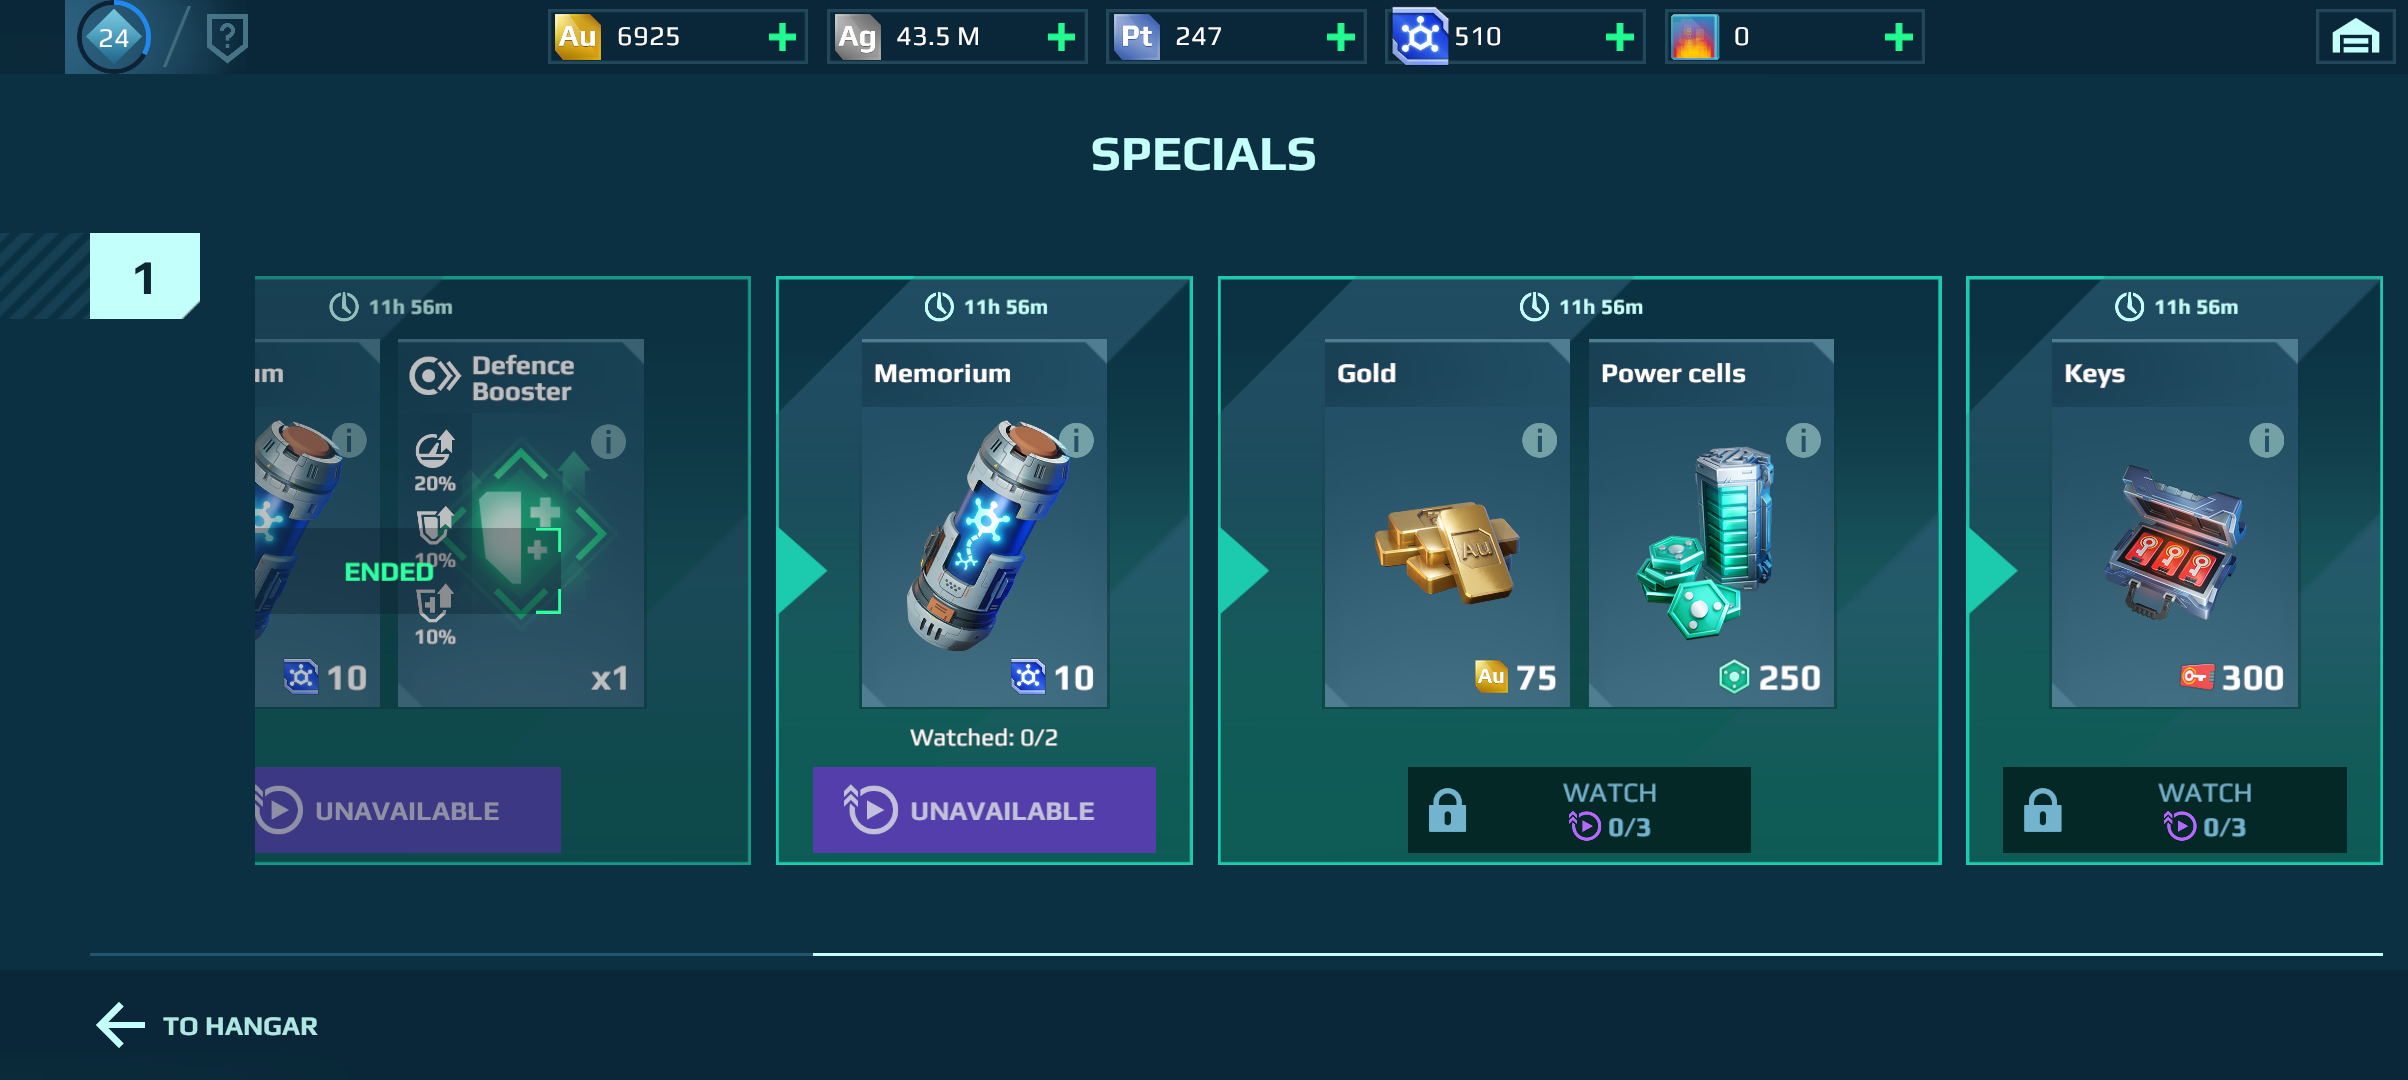 24
?
Au 6925
Ag 43.5 M
Pt 247
510
0
SPECIALS
1
11h 56m
um
10
Defence
Booster
20%
10%
10%
x1
ENDED
UNAVAILABLE
11h 56m
Memorium
10
Watched: 0/2
UNAVAILABLE
11h 56m
Gold
Au
Au 75
Power cells
250
WATCH
0/3
11h 56m
Keys
300
WATCH
0/3
TO HANGAR